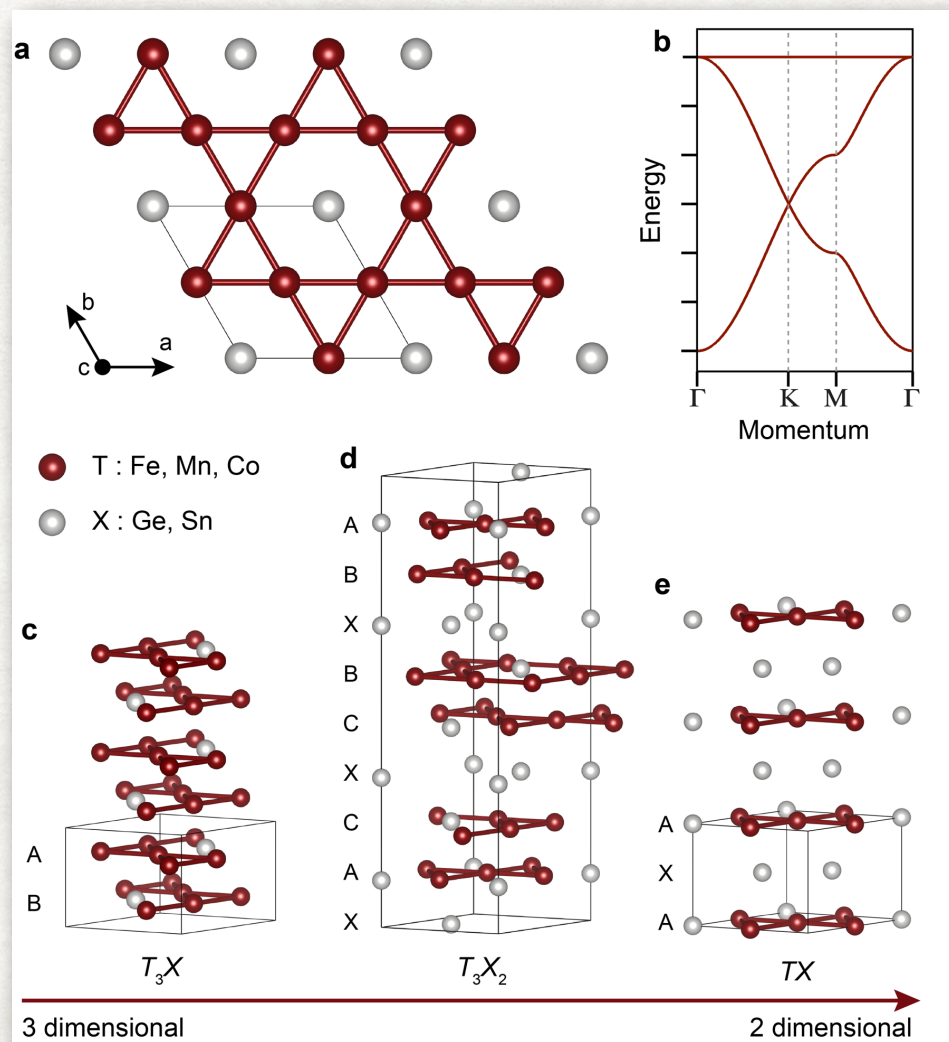 a
b
c
a
b
Energy
Γ
K
M
Γ
Momentum
T : Fe, Mn, Co
X : Ge, Sn
c
A
B
T₃X
d
A
B
X
B
C
X
C
A
X
T₃X₂
e
A
X
A
TX
3 dimensional
2 dimensional